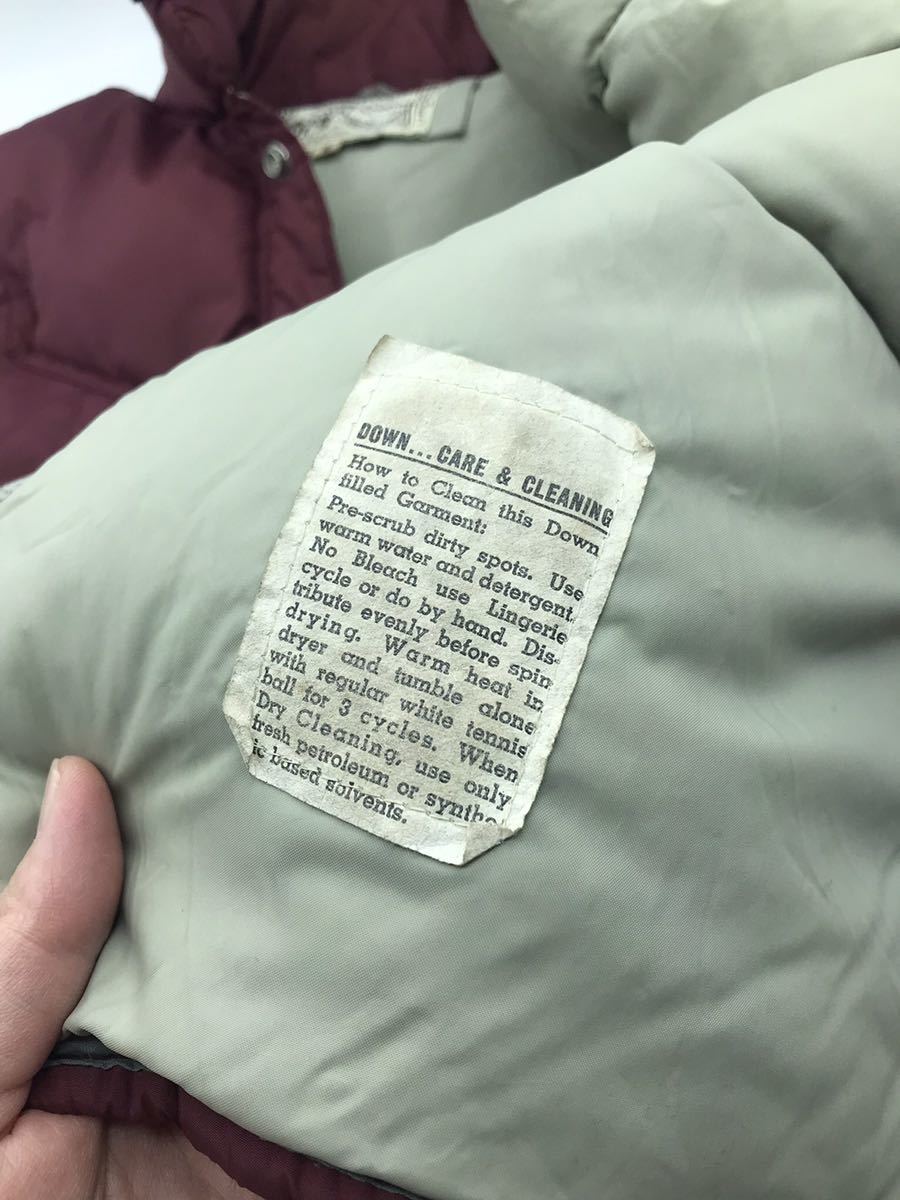 DOWN...CARE & CLEANING
How to Clean this Down
filled Garment:
Pre-scrub dirty spots. Use
warm water and detergent.
No Bleach use Lingerie
cycle or do by hand. Dis-
tribute evenly before spin
drying. Warm heat in
dryer and tumble alone
with regular white tennis
ball for 3 cycles. When
Dry Cleaning, use only
fresh petroleum or synthe
ic based solvents.